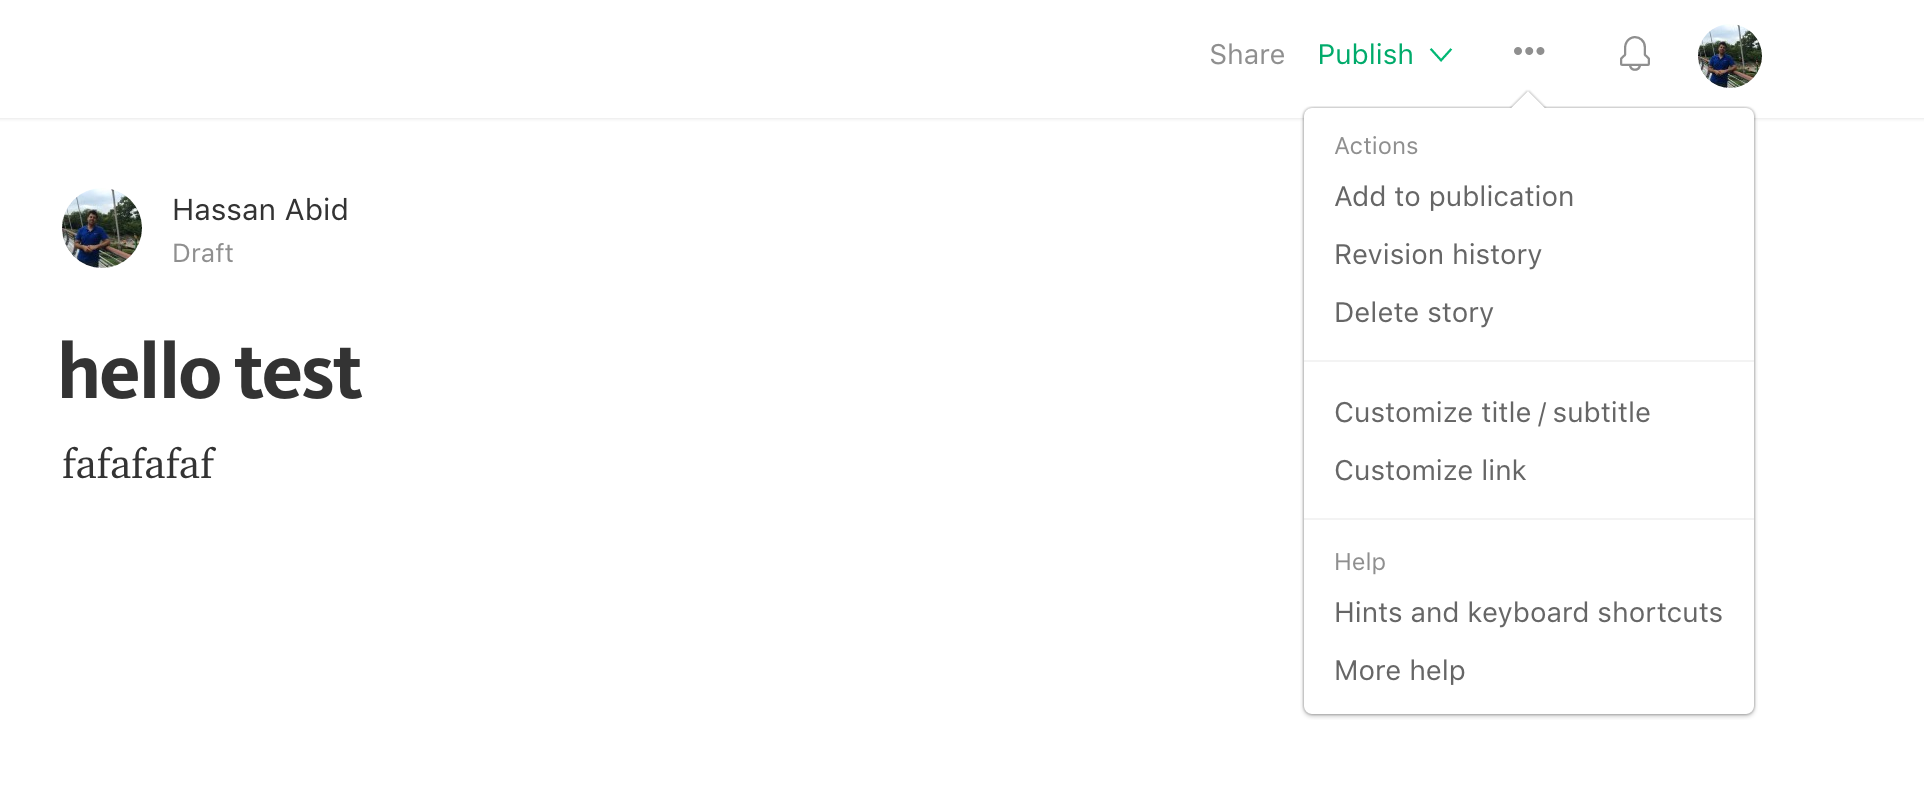 Share Publish
Hassan Abid
Draft
hello test
fafafafaf
Actions
Add to publication
Revision history
Delete story
Customize title / subtitle
Customize link
Help
Hints and keyboard shortcuts
More help